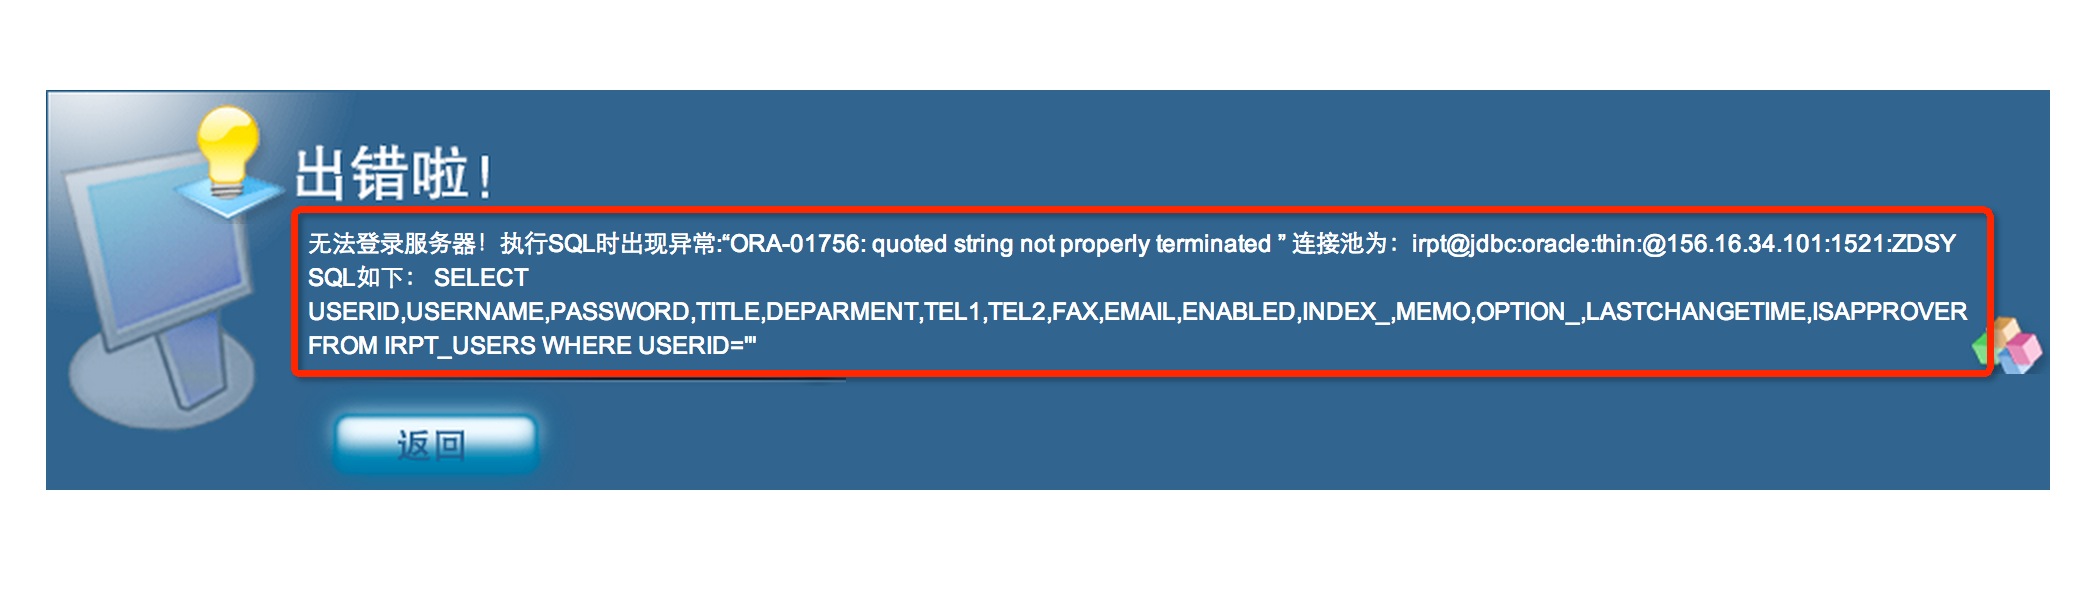 出错啦！
无法登录服务器！执行SQL时出现异常:“ORA-01756: quoted string not properly terminated ” 连接池为：irpt@jdbc:oracle:thin:@156.16.34.101:1521:ZDSY
SQL如下： SELECT
USERID,USERNAME,PASSWORD,TITLE,DEPARMENT,TEL1,TEL2,FAX,EMAIL,ENABLED,INDEX_,MEMO,OPTION_,LASTCHANGETIME,ISAPPROVER
FROM IRPT_USERS WHERE USERID='''
返回